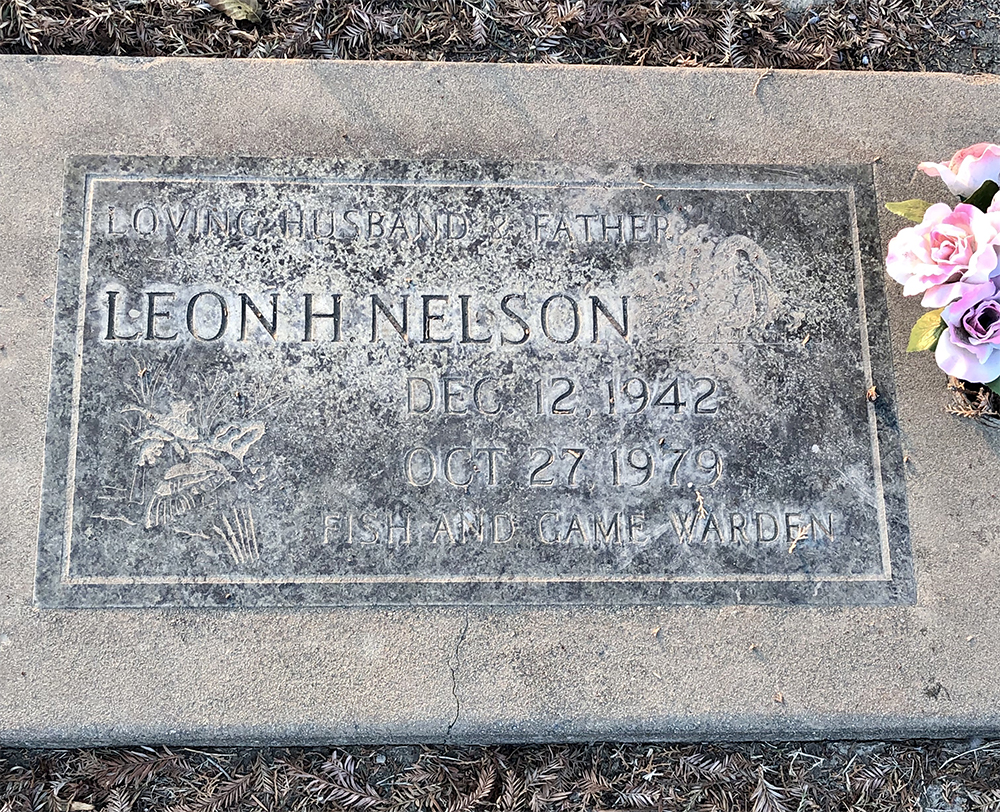 LOVING HUSBAND & FATHER
LEON H NELSON
DEC. 12, 1942
OCT 27, 1979
FISH AND GAME WARDEN